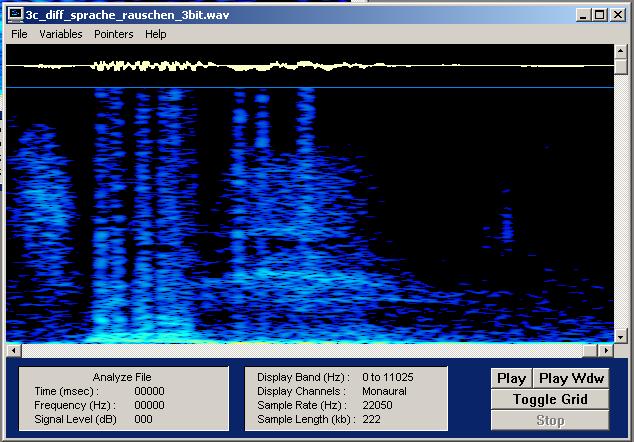 3c_diff_sprache_rauschen_3bit.wav
File Variables Pointers Help
Analyze File
Time (msec) : 00000
Frequency (Hz) : 00000
Signal Level (dB) 000
Display Band (Hz) : 0 to 11025
Display Channels : Monaural
Sample Rate (Hz) : 22050
Sample Length (kb) : 222
Play Play Wdw
Toggle Grid
Stop